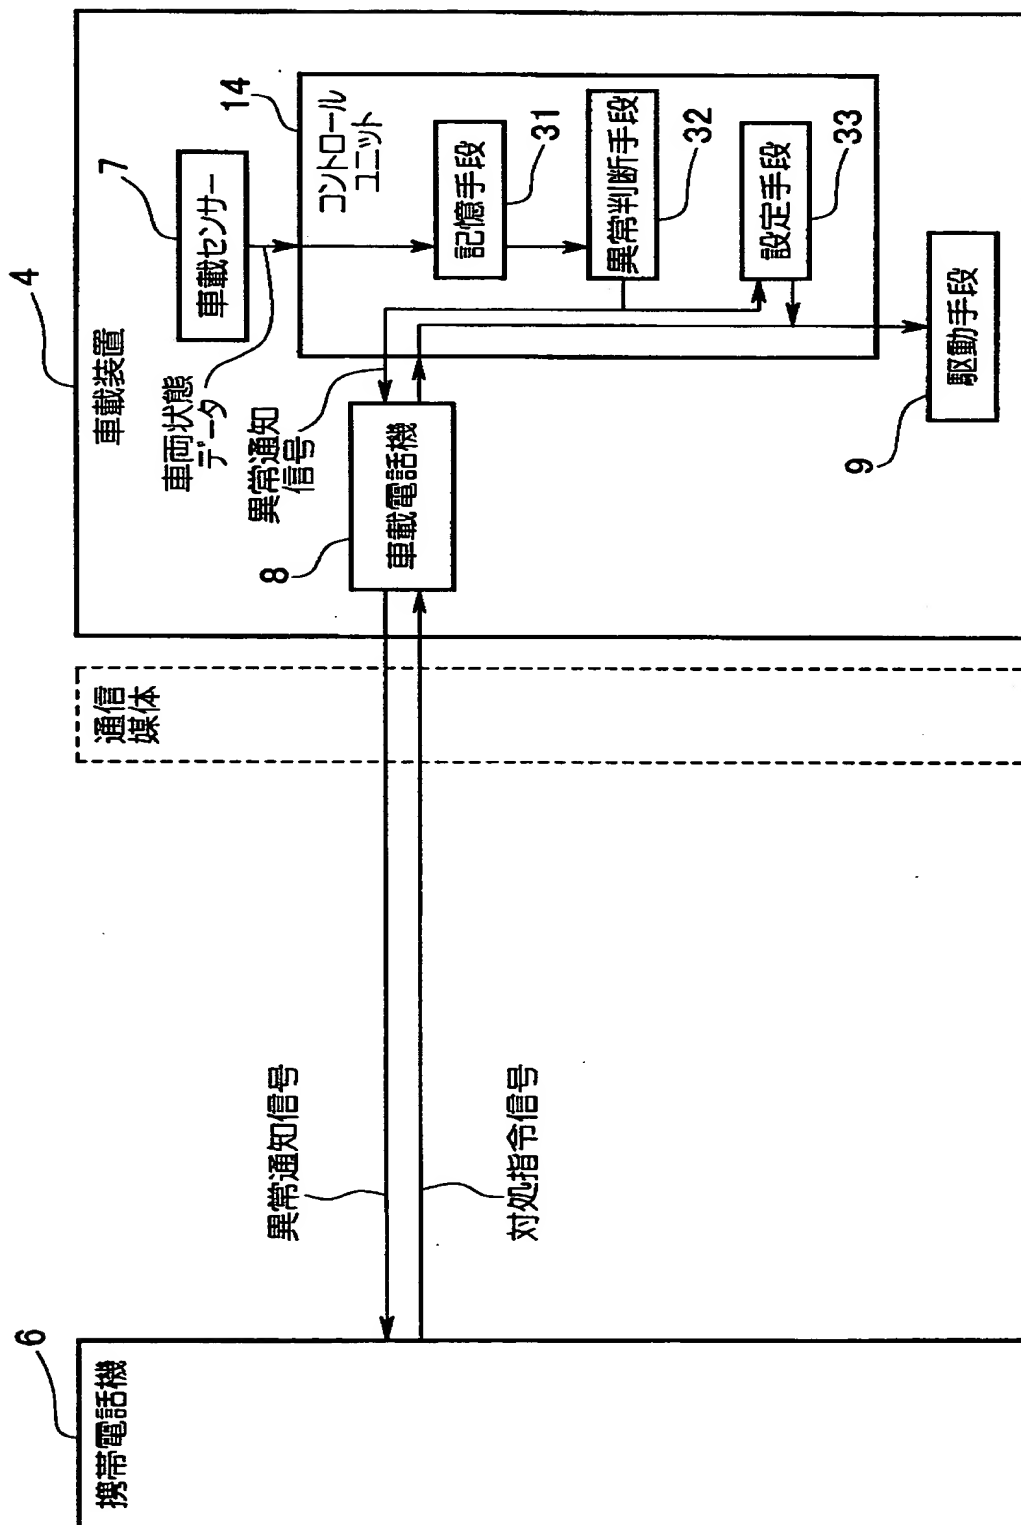 6
携帯電話機
異常通知信号
対処指令信号
通信
媒体
4
車載装置
7
車載センサー
車両状態
データ
異常通知
信号
8
車載電話機
14
コントロール
ユニット
記憶手段
31
異常判断手段
32
設定手段
33
9
駆動手段